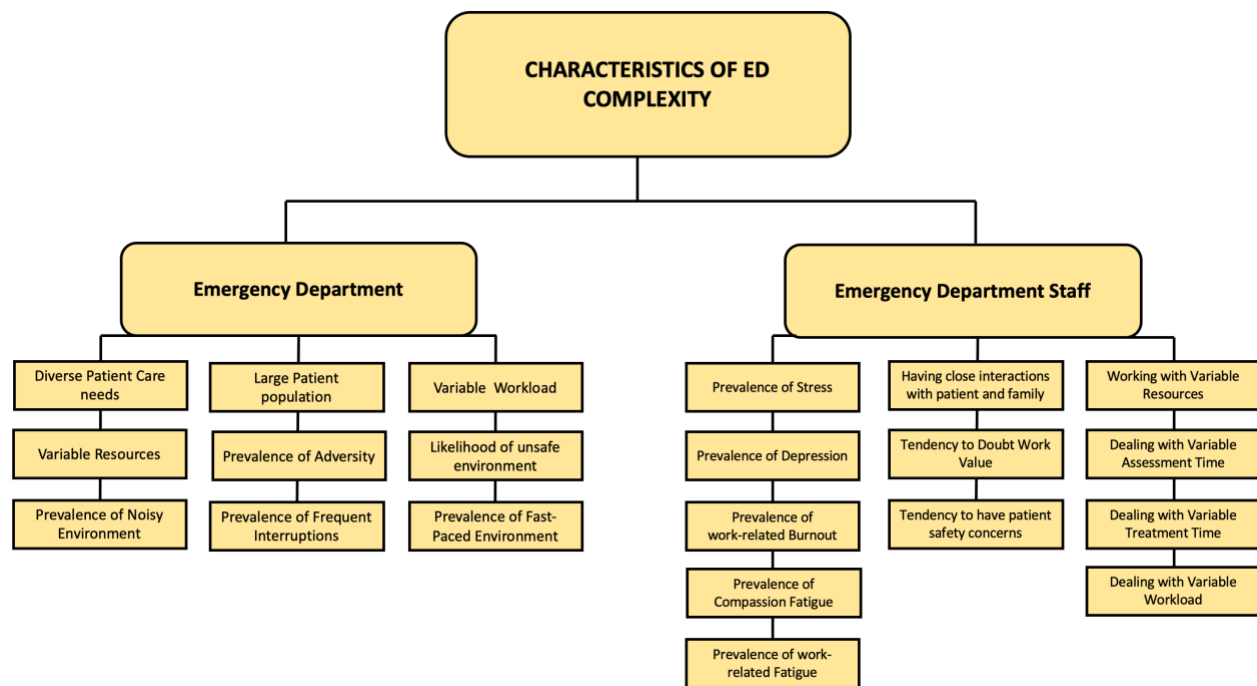 CHARACTERISTICS OF ED
COMPLEXITY
Emergency Department
Diverse Patient Care
needs
Variable Resources
Prevalence of Noisy
Environment
Large Patient
population
Prevalence of Adversity
Prevalence of Frequent
Interruptions
Variable Workload
Likelihood of unsafe
environment
Prevalence of Fast-
Paced Environment
Emergency Department Staff
Prevalence of Stress
Prevalence of Depression
Prevalence of
work-related Burnout
Prevalence of
Compassion Fatigue
Prevalence of work-
related Fatigue
Having close interactions
with patient and family
Tendency to Doubt Work
Value
Tendency to have patient
safety concerns
Working with Variable
Resources
Dealing with Variable
Assessment Time
Dealing with Variable
Treatment Time
Dealing with Variable
Workload